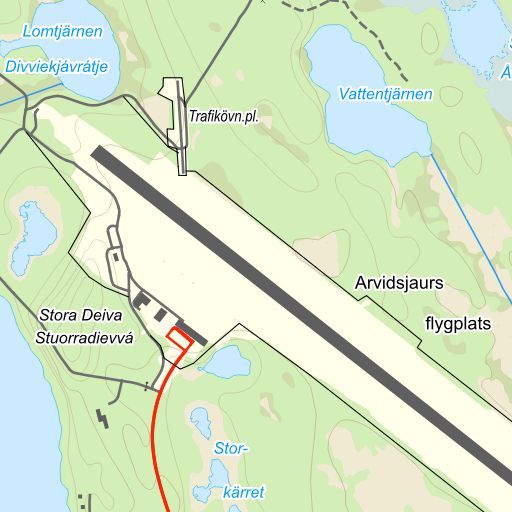 Lomtjärnen
Divviekjávrátje
Vattentjärnen
Trafikövn.pl.
Arvidsjaurs
flygplats
Stora Deiva
Stuorradievvá
Stor-
kärret